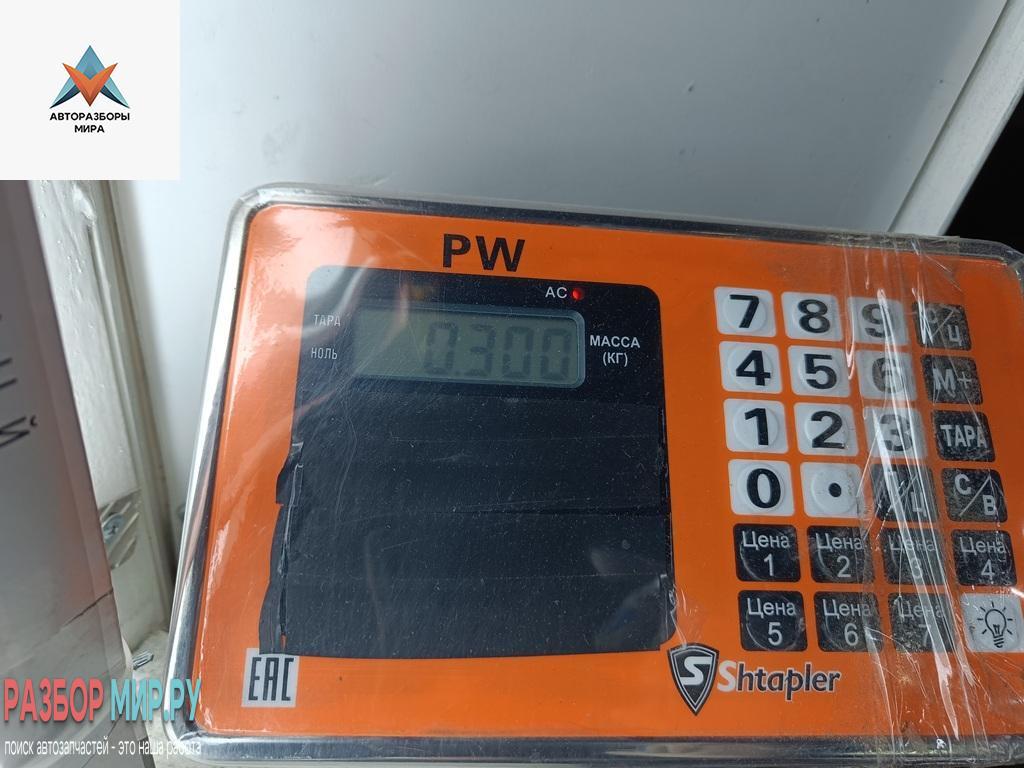 АВТОРАЗБОРЫ
МИРА
PW
AC
ТАРА
НОЛЬ
0.300
МАССА
(КГ)
7 8 9
4 5 6 М+
1 2 3 ТАРА
0 . С/В
Цена 1 Цена 2 Цена 3 Цена 4
Цена 5 Цена 6 Цена
EAC
S Shtapler
РАЗБОР МИР.РУ
поиск автозапчастей - это наша работа